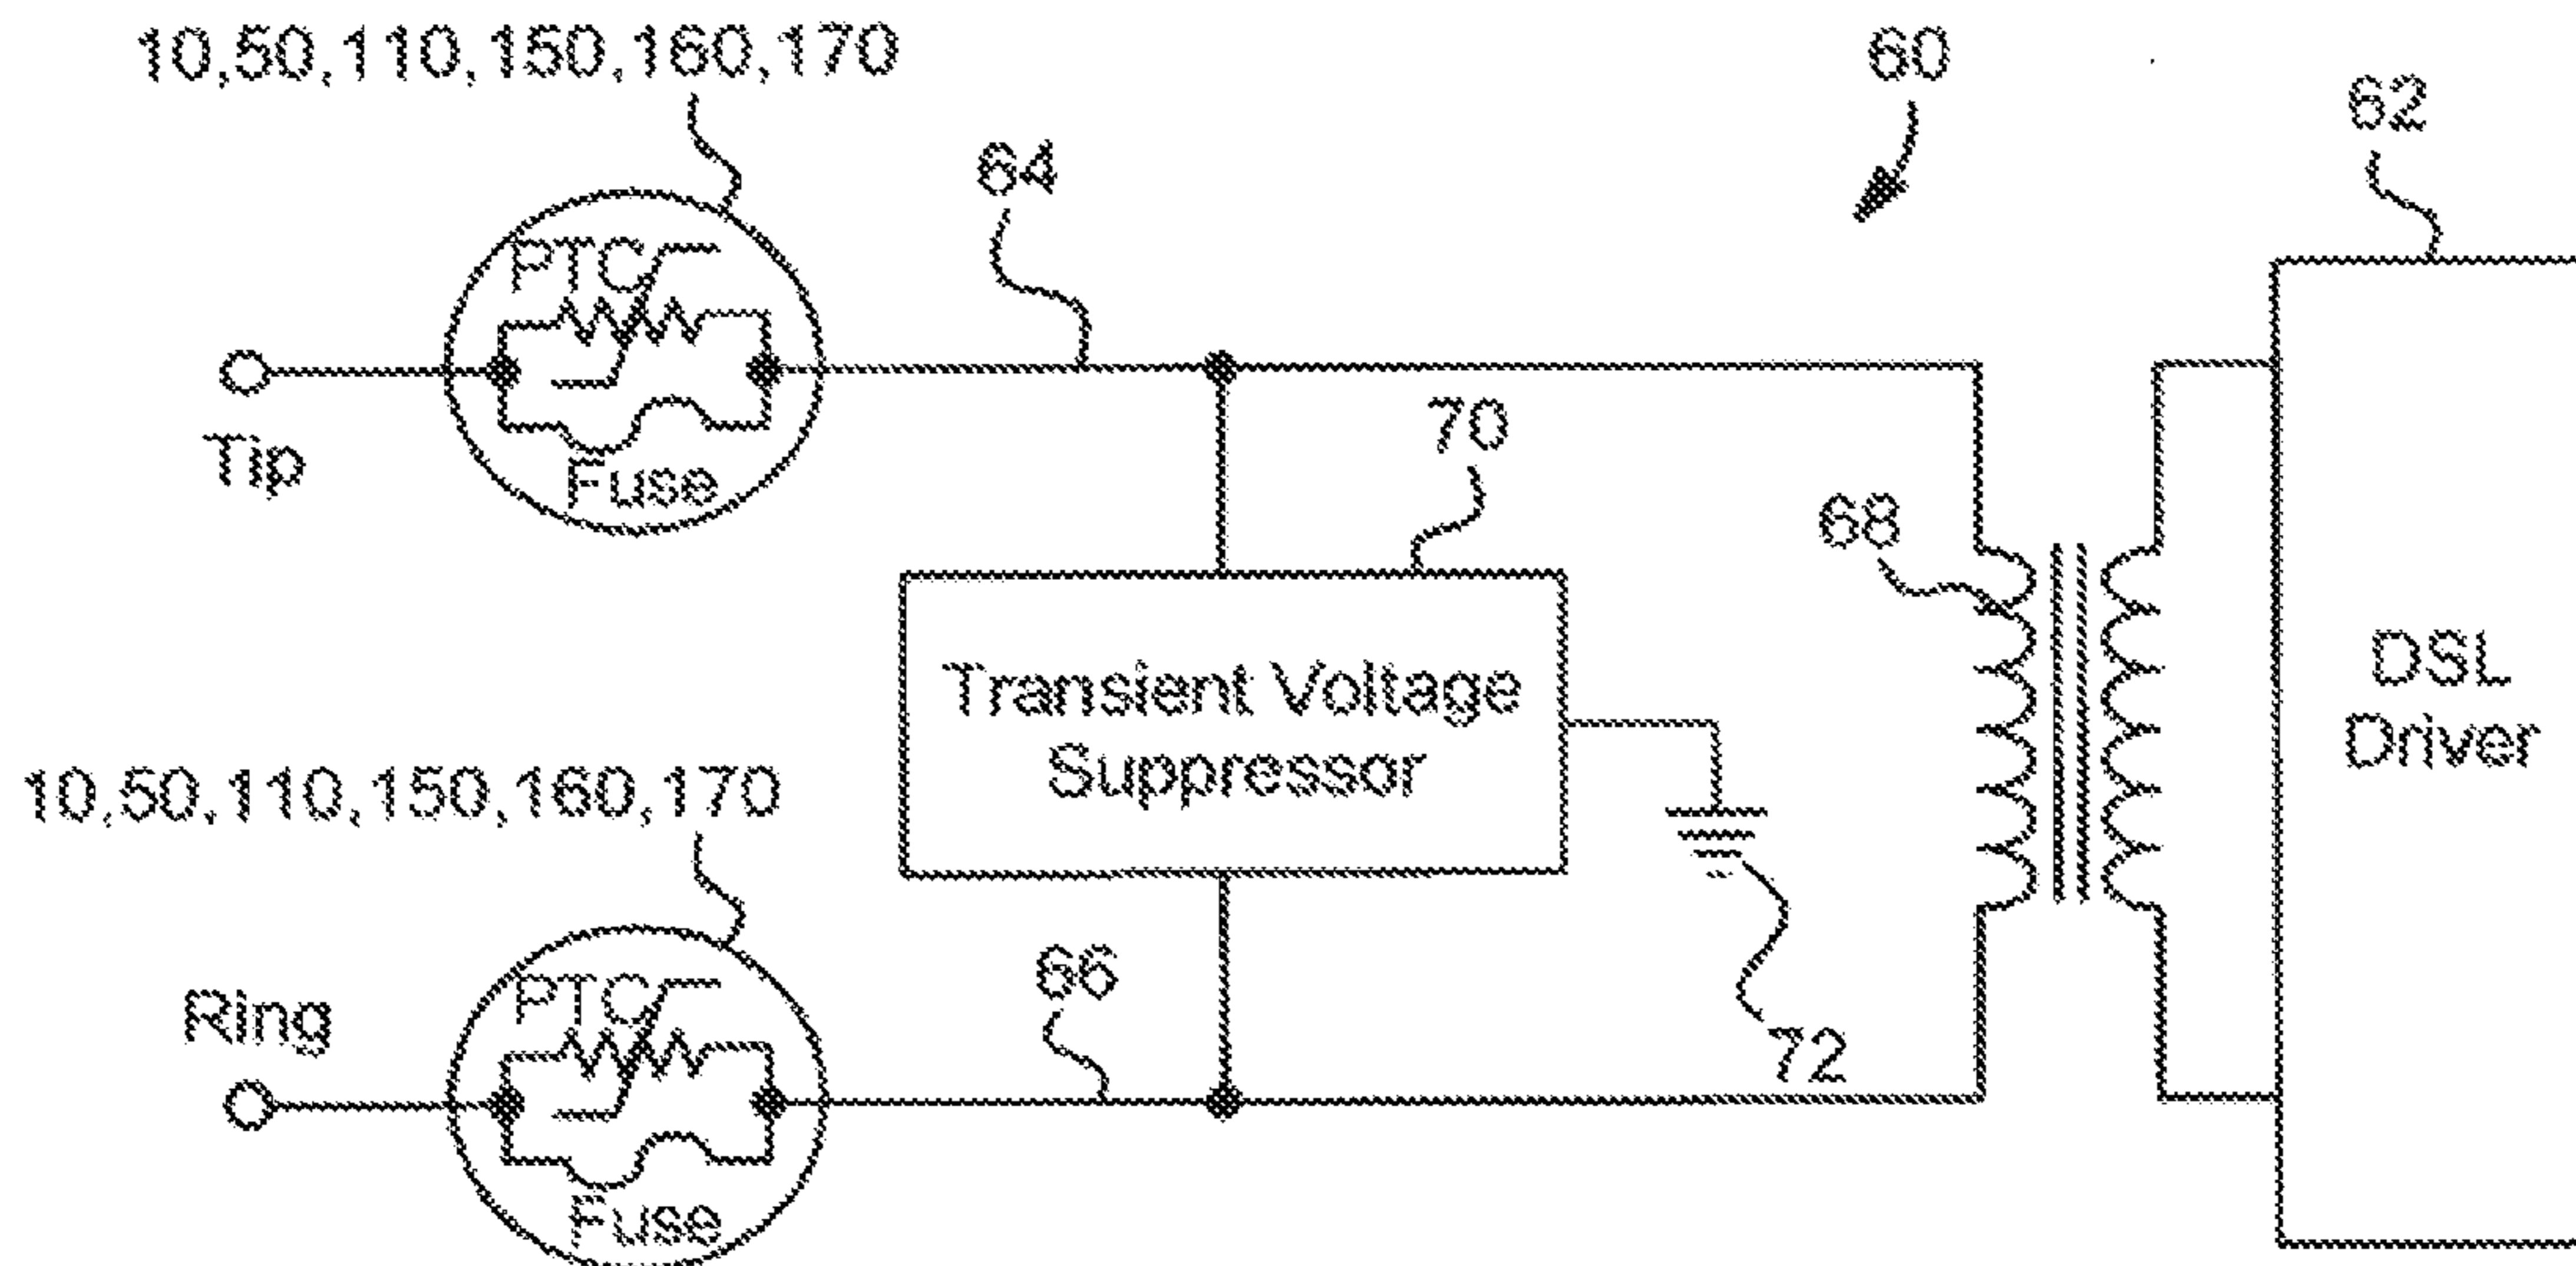 10,50,110,150,160,170
60
62
64
PTC
Tip
Fuse
70
68
Transient Voltage
Suppressor
DSL
Driver
10,50,110,150,160,170
66
Ring
PTC
72
Fuse